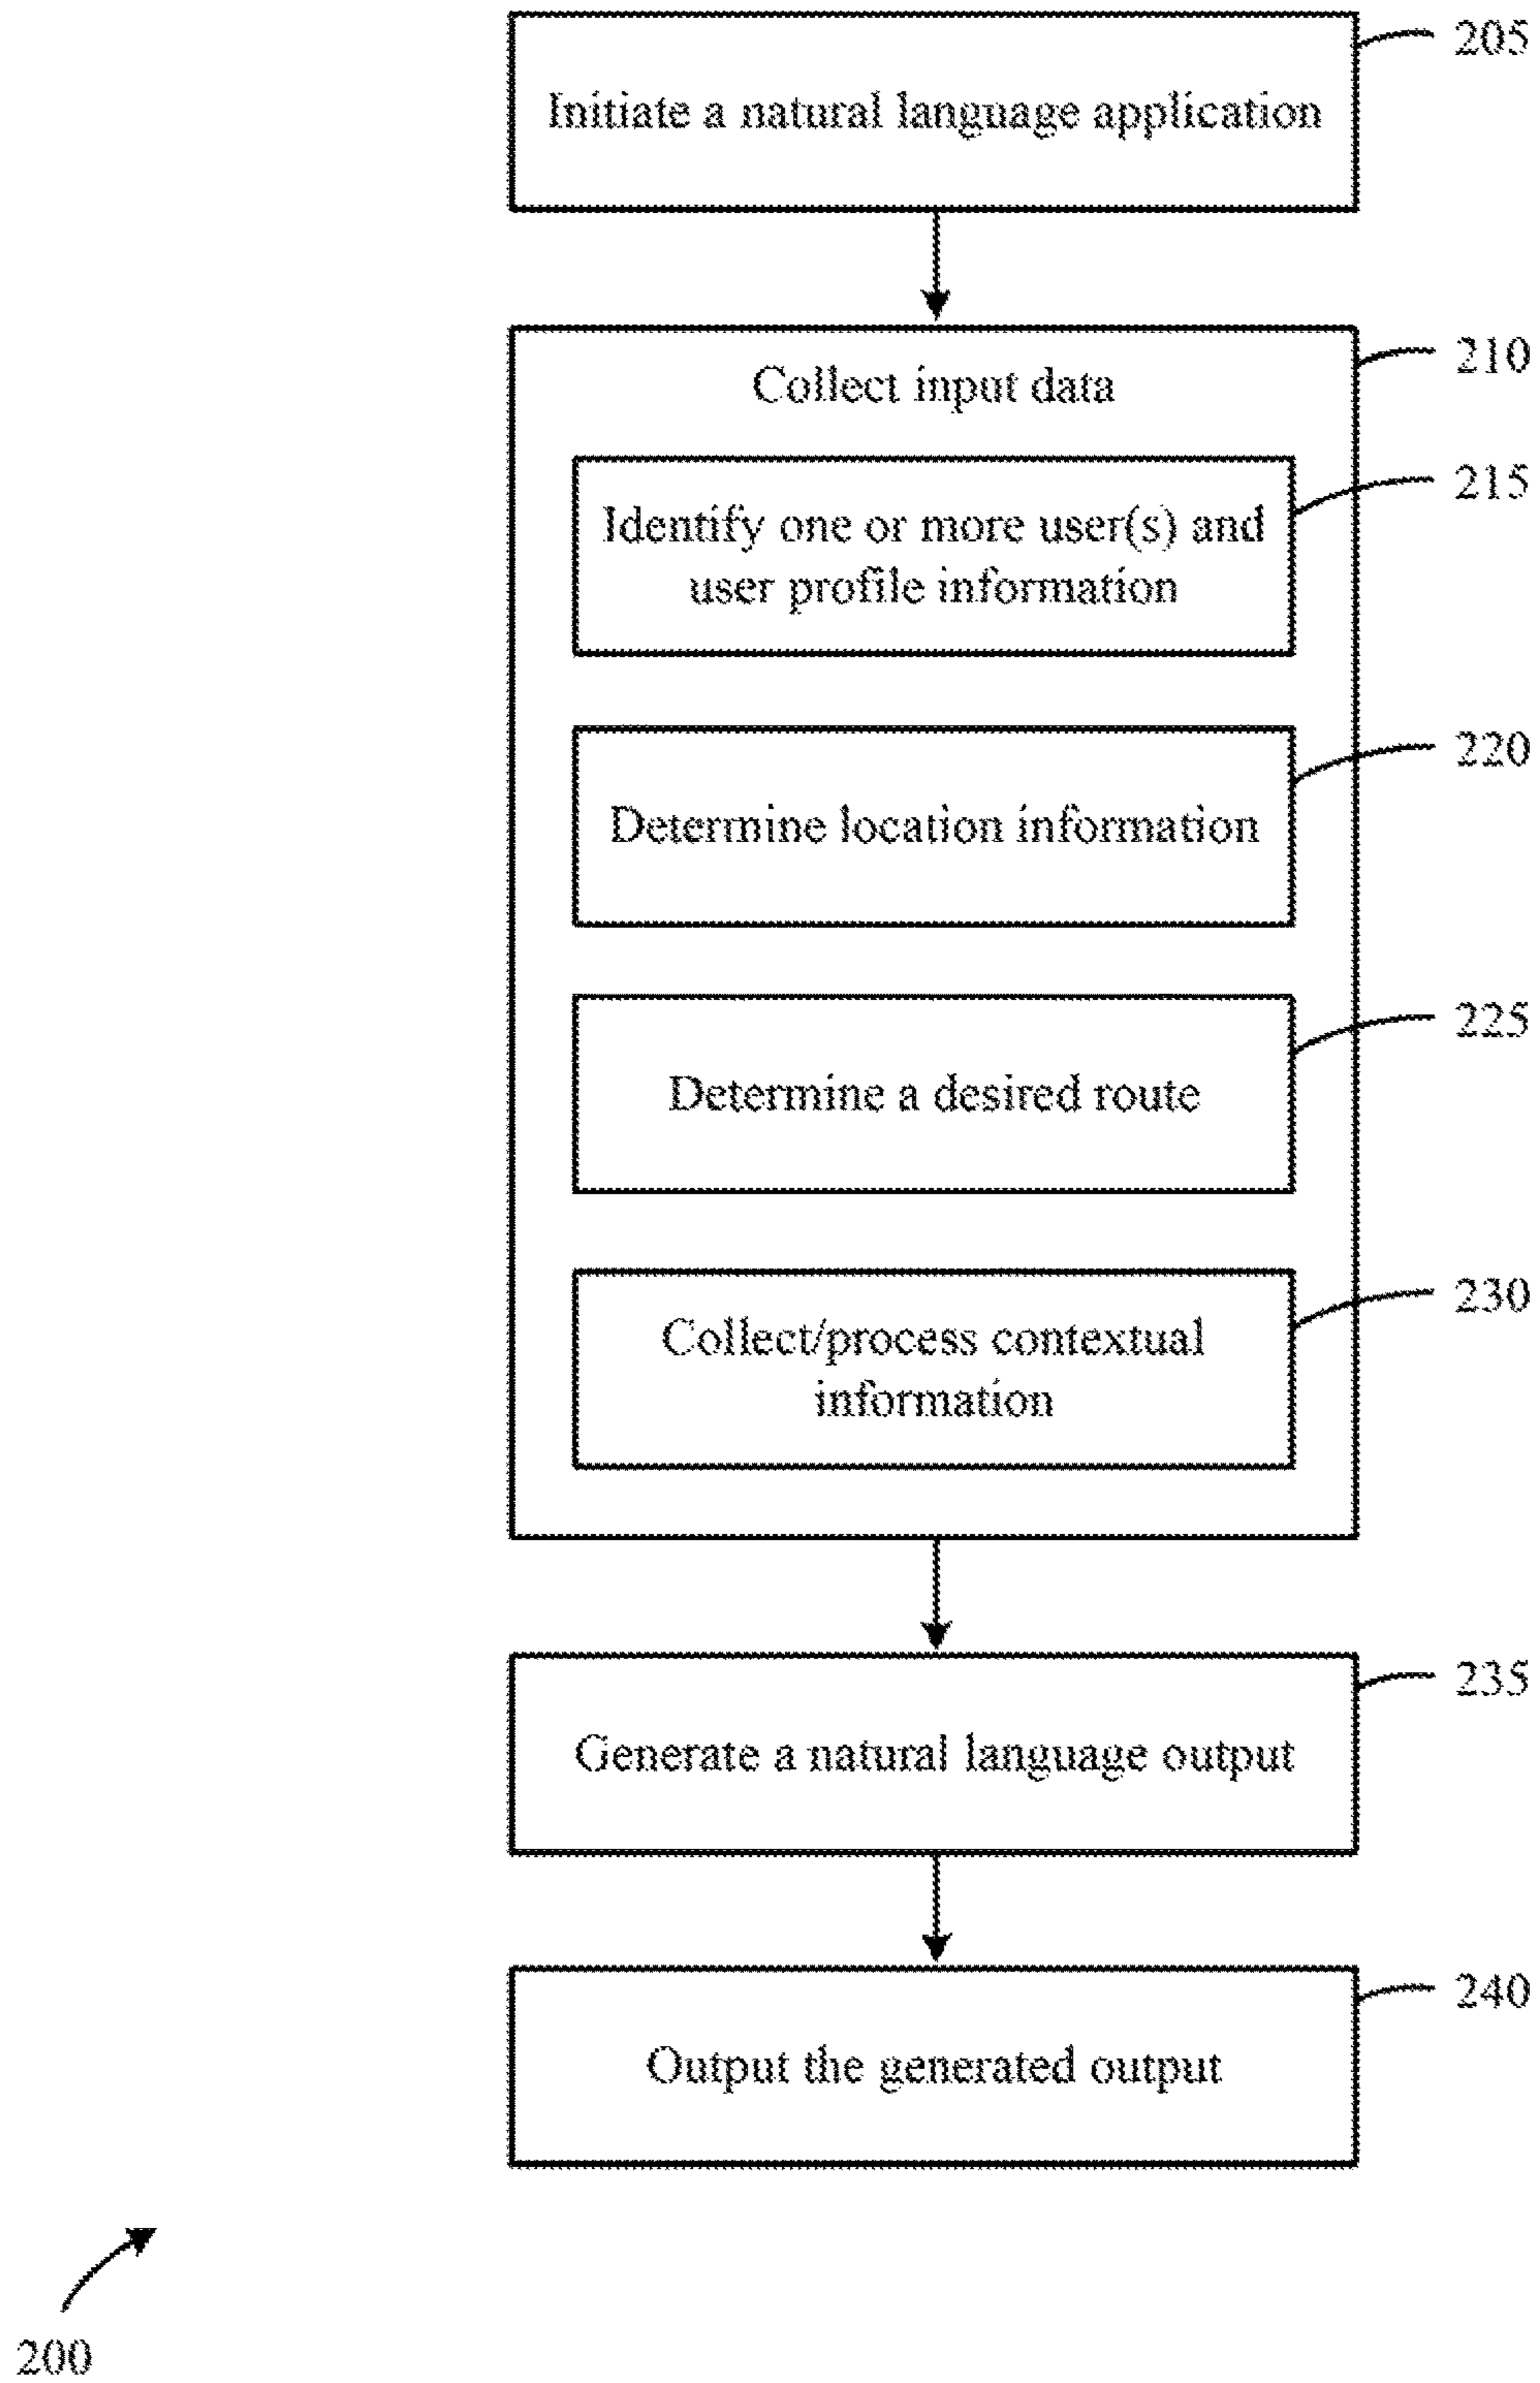 205
Initiate a natural language application
210
Collect input data
215
Identify one or more user(s) and
user profile information
220
Determine location information
225
Determine a desired route
230
Collect/process contextual
information
235
Generate a natural language output
240
Output the generated output
200